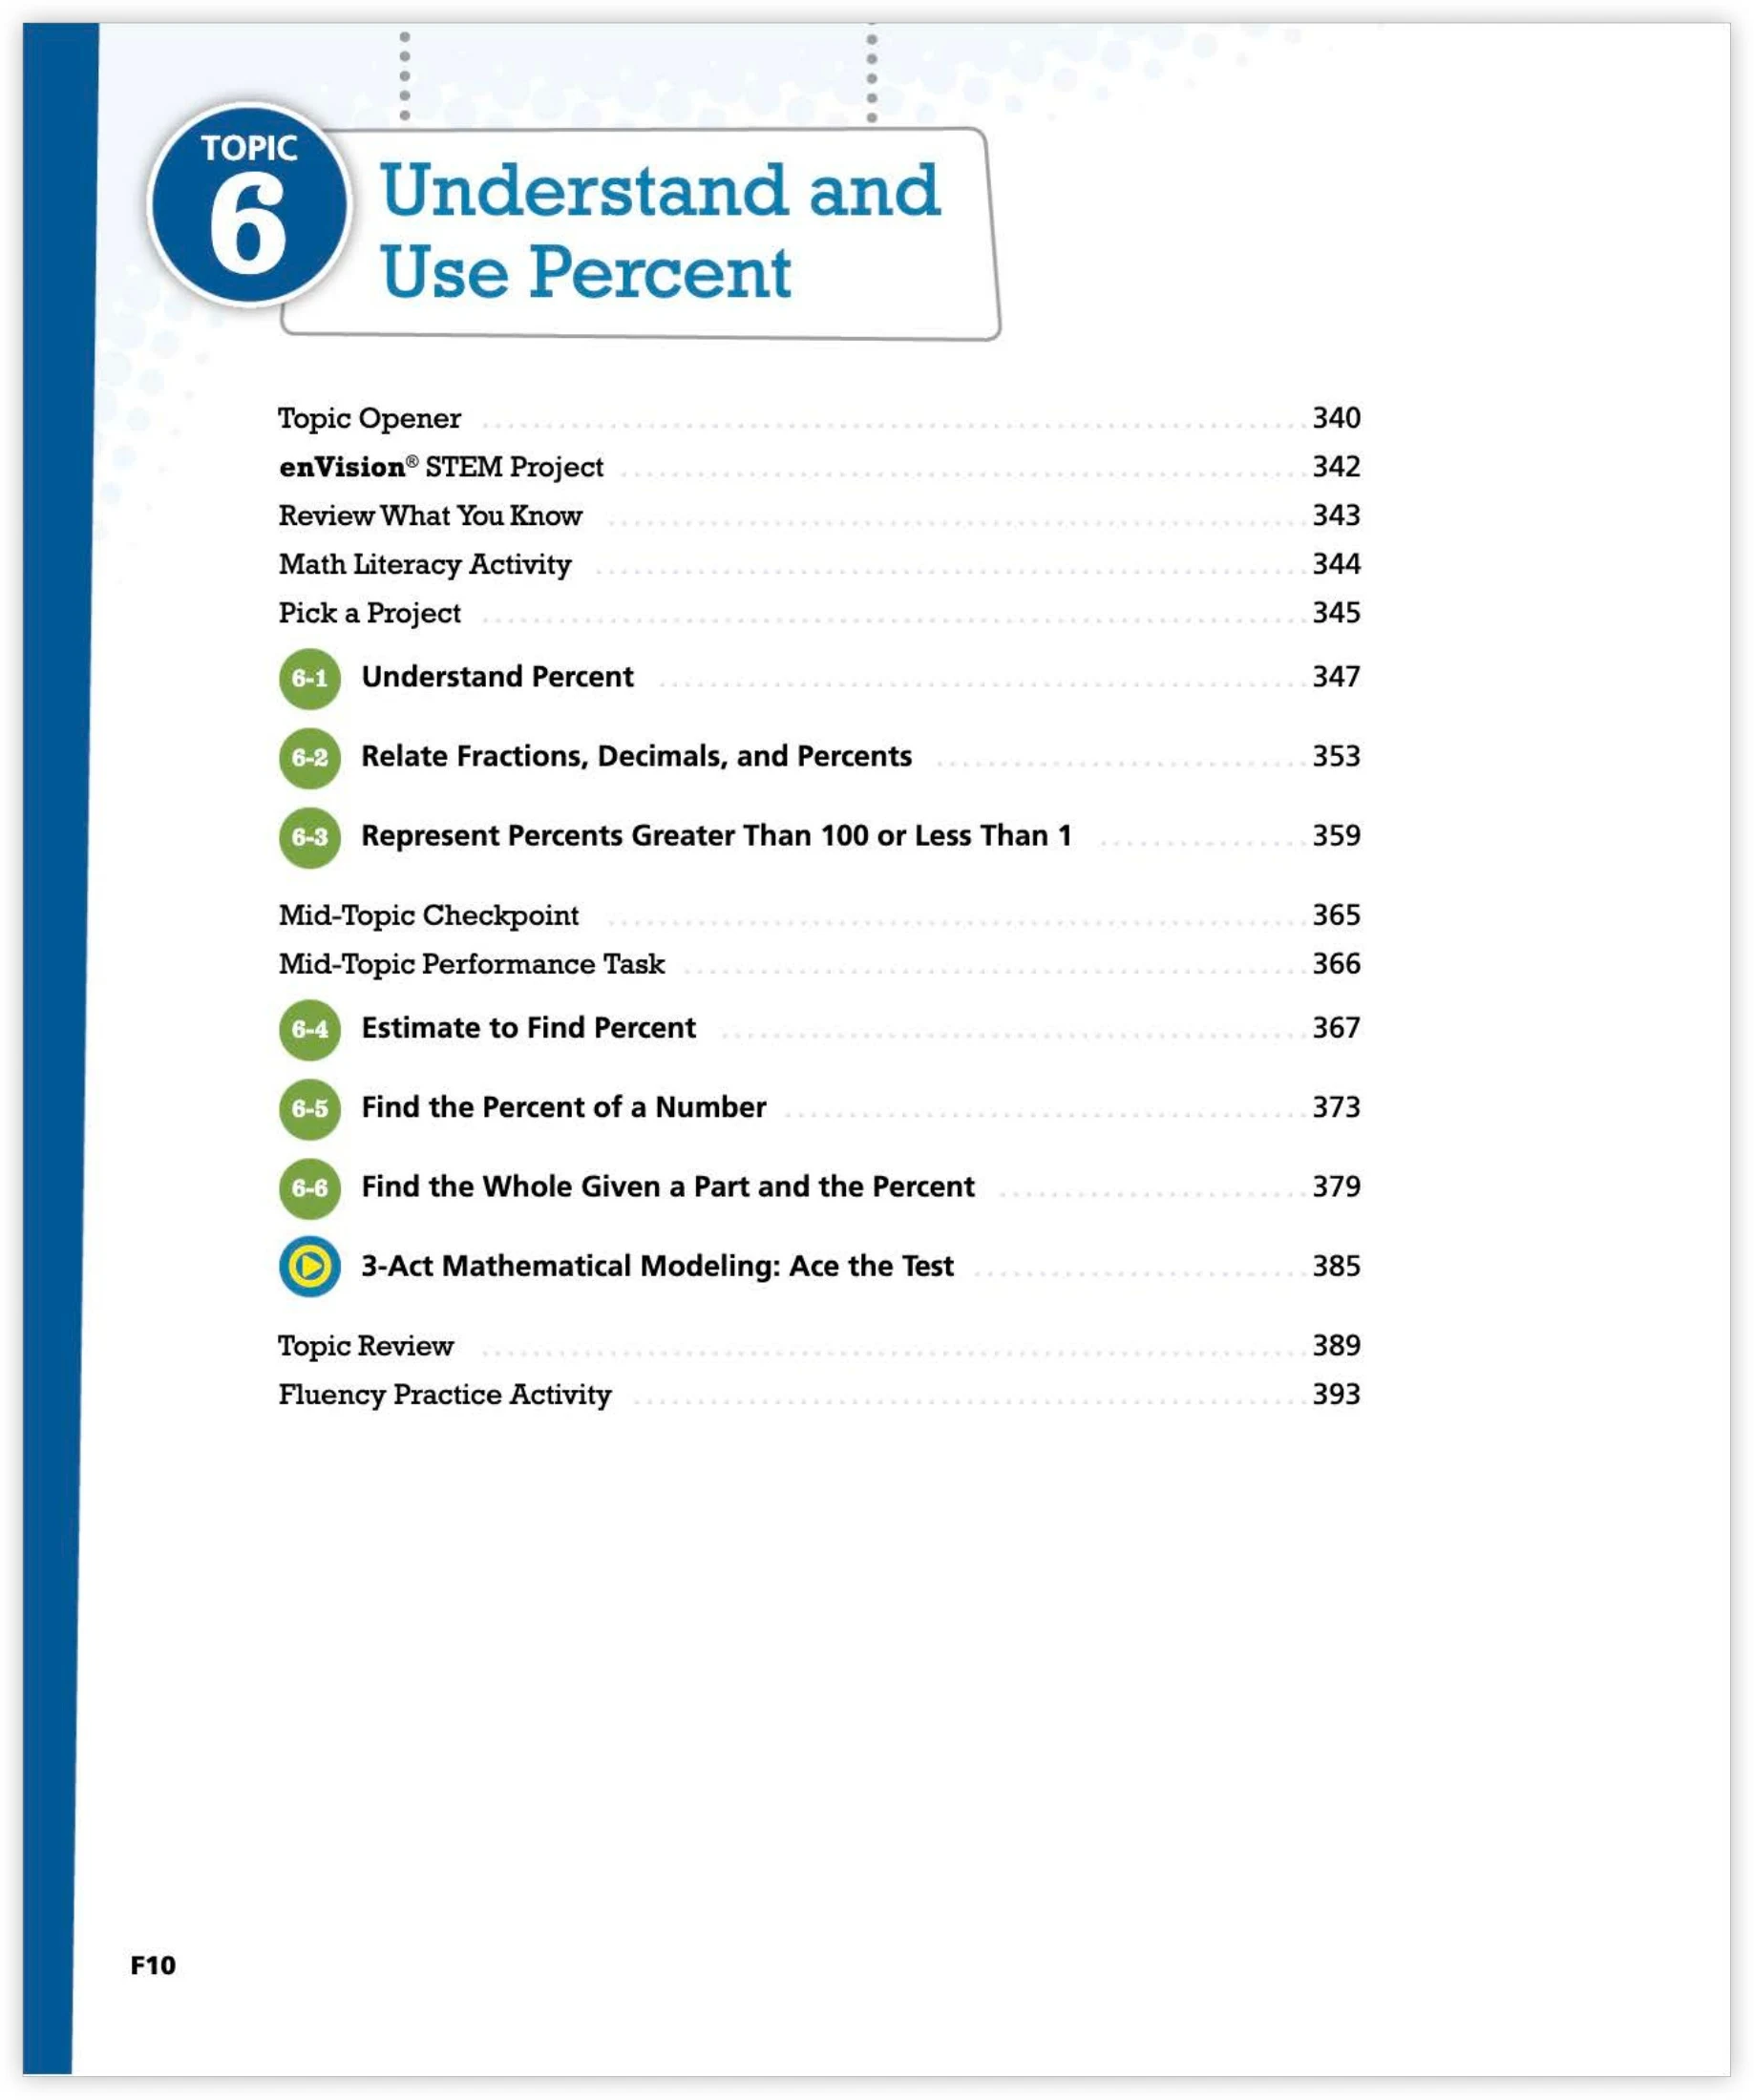 TOPIC
6
Understand and
Use Percent
Topic Opener 340
enVision® STEM Project 342
Review What You Know 343
Math Literacy Activity 344
Pick a Project 345
6-1 Understand Percent 347
6-2 Relate Fractions, Decimals, and Percents 353
6-3 Represent Percents Greater Than 100 or Less Than 1 359
Mid-Topic Checkpoint 365
Mid-Topic Performance Task 366
6-4 Estimate to Find Percent 367
6-5 Find the Percent of a Number 373
6-6 Find the Whole Given a Part and the Percent 379
3-Act Mathematical Modeling: Ace the Test 385
Topic Review 389
Fluency Practice Activity 393
F10